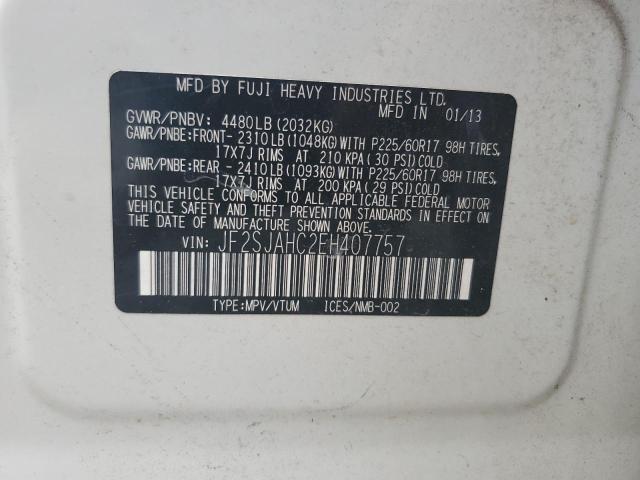 MFD BY FUJI HEAVY INDUSTRIES LTD.
MFD IN 01/13
GVWR/PNBV: 4480LB (2032KG)
GAWR/PNBE:FRONT- 2310LB (1048KG)WITH P225/60R17 98H TIRES,
17X7J RIMS AT 210 KPA ( 30 PSI)COLD
GAWR/PNBE:REAR - 2410LB (1093KG)WITH P225/60R17 98H TIRES,
17X7J RIMS AT 200 KPA (29 PSI)COLD
THIS VEHICLE CONFORMS TO ALL APPLICABLE FEDERAL MOTOR
VEHICLE SAFETY AND THEFT PREVENTION STANDARDS IN EFFECT ON
THE DATE OF MANUFACTURE SHOWN ABOVE.
VIN: JF2SJAHC2EH407757
TYPE:MPV/VTUM ICES/NMB-002